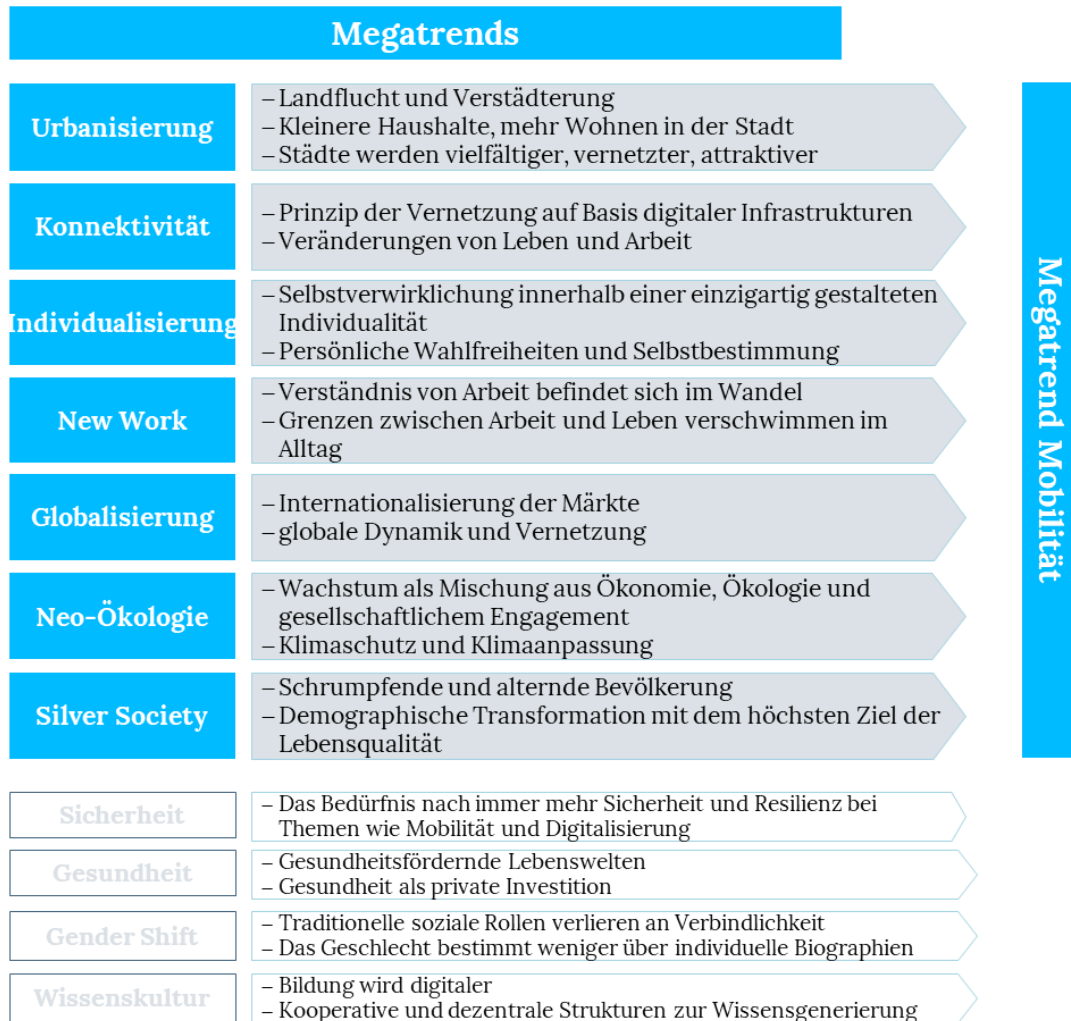 Megatrends
Urbanisierung
– Landflucht und Verstädterung
– Kleinere Haushalte, mehr Wohnen in der Stadt
– Städte werden vielfältiger, vernetzter, attraktiver
Konnektivität
– Prinzip der Vernetzung auf Basis digitaler Infrastrukturen
– Veränderungen von Leben und Arbeit
Individualisierung
– Selbstverwirklichung innerhalb einer einzigartig gestalteten
Individualität
– Persönliche Wahlfreiheiten und Selbstbestimmung
New Work
– Verständnis von Arbeit befindet sich im Wandel
– Grenzen zwischen Arbeit und Leben verschwimmen im
Alltag
Globalisierung
– Internationalisierung der Märkte
– globale Dynamik und Vernetzung
Neo-Ökologie
– Wachstum als Mischung aus Ökonomie, Ökologie und
gesellschaftlichem Engagement
– Klimaschutz und Klimaanpassung
Silver Society
– Schrumpfende und alternde Bevölkerung
– Demographische Transformation mit dem höchsten Ziel der
Lebensqualität
Megatrend Mobilität
Sicherheit
– Das Bedürfnis nach immer mehr Sicherheit und Resilienz bei
Themen wie Mobilität und Digitalisierung
Gesundheit
– Gesundheitsfördernde Lebenswelten
– Gesundheit als private Investition
Gender Shift
– Traditionelle soziale Rollen verlieren an Verbindlichkeit
– Das Geschlecht bestimmt weniger über individuelle Biographien
Wissenskultur
– Bildung wird digitaler
– Kooperative und dezentrale Strukturen zur Wissensgenerierung